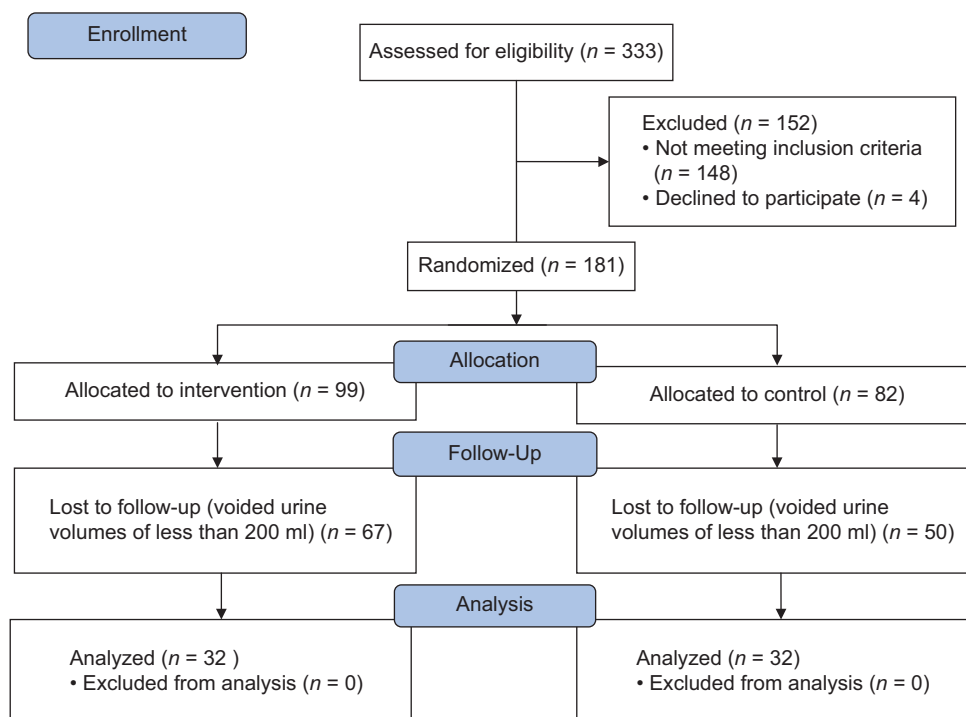 Enrollment
Assessed for eligibility (n = 333)
Excluded (n = 152)
• Not meeting inclusion criteria
(n = 148)
• Declined to participate (n = 4)
Randomized (n = 181)
Allocation
Allocated to intervention (n = 99)
Allocated to control (n = 82)
Follow-Up
Lost to follow-up (voided urine
volumes of less than 200 ml) (n = 67)
Lost to follow-up (voided urine
volumes of less than 200 ml) (n = 50)
Analysis
Analyzed (n = 32 )
• Excluded from analysis (n = 0)
Analyzed (n = 32)
• Excluded from analysis (n = 0)